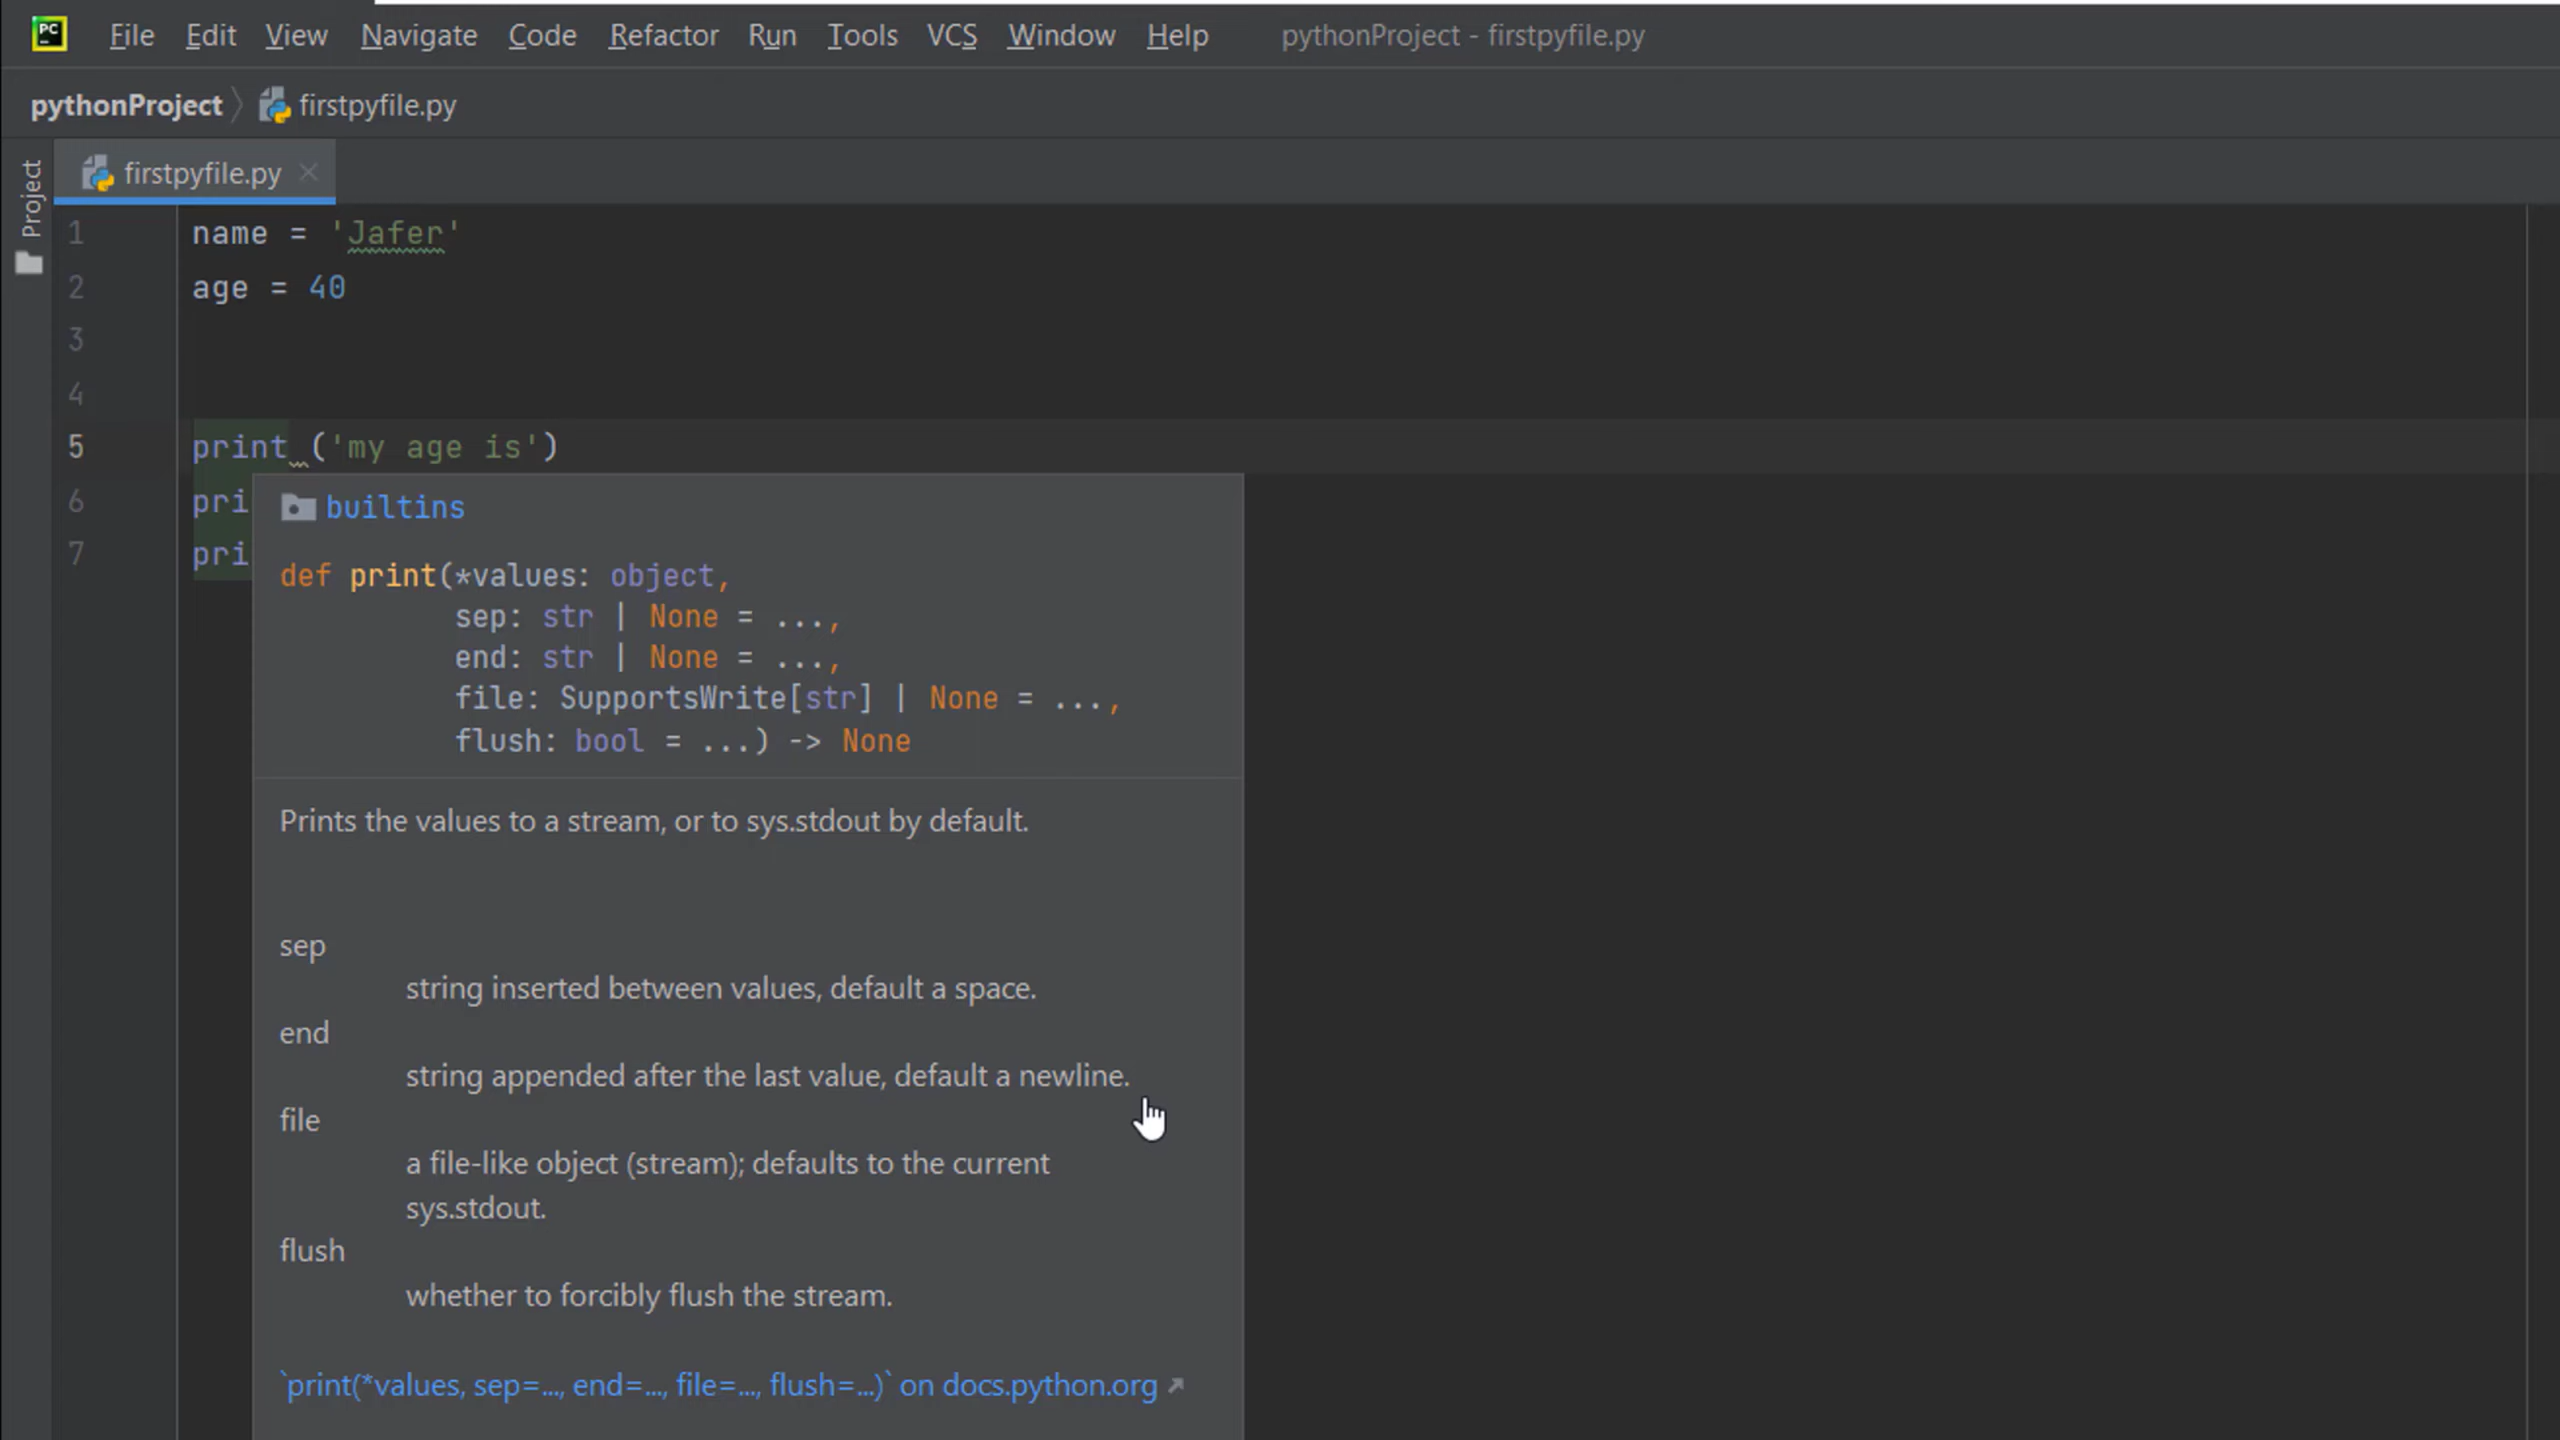 PC File Edit View Navigate Code Refactor Run Tools VCS Window Help pythonProject - firstpyfile.py
pythonProject firstpyfile.py
Project
firstpyfile.py
1 name = 'Jafer'
2 age = 40
3
4
5 print ('my age is')
6 pri
7 pri
builtins
def print(*values: object,
sep: str | None = ...,
end: str | None = ...,
file: SupportsWrite[str] | None = ...,
flush: bool = ...) -> None
Prints the values to a stream, or to sys.stdout by default.
sep
string inserted between values, default a space.
end
string appended after the last value, default a newline.
file
a file-like object (stream); defaults to the current
sys.stdout.
flush
whether to forcibly flush the stream.
`print(*values, sep=..., end=..., file=..., flush=...)` on docs.python.org